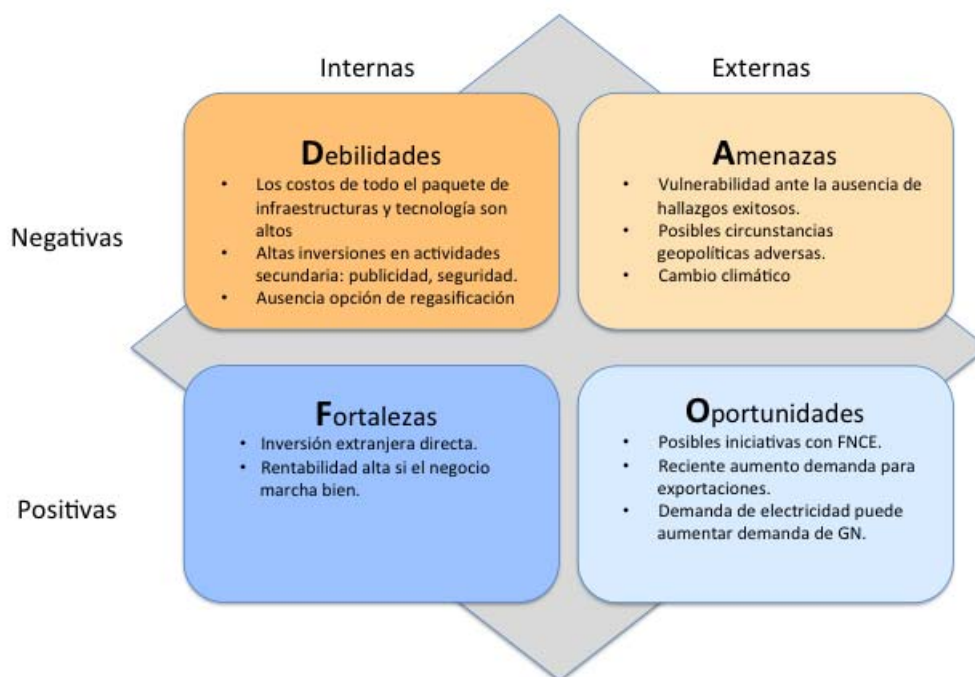 Internas
Externas
Negativas
Debilidades
• Los costos de todo el paquete de
infraestructuras y tecnología son
altos
• Altas inversiones en actividades
secundaria: publicidad, seguridad.
• Ausencia opción de regasificación
Amenazas
• Vulnerabilidad ante la ausencia de
hallazgos exitosos.
• Posibles circunstancias
geopolíticas adversas.
• Cambio climático
Positivas
Fortalezas
• Inversión extranjera directa.
• Rentabilidad alta si el negocio
marcha bien.
Oportunidades
• Posibles iniciativas con FNCE.
• Reciente aumento demanda para
exportaciones.
• Demanda de electricidad puede
aumentar demanda de GN.